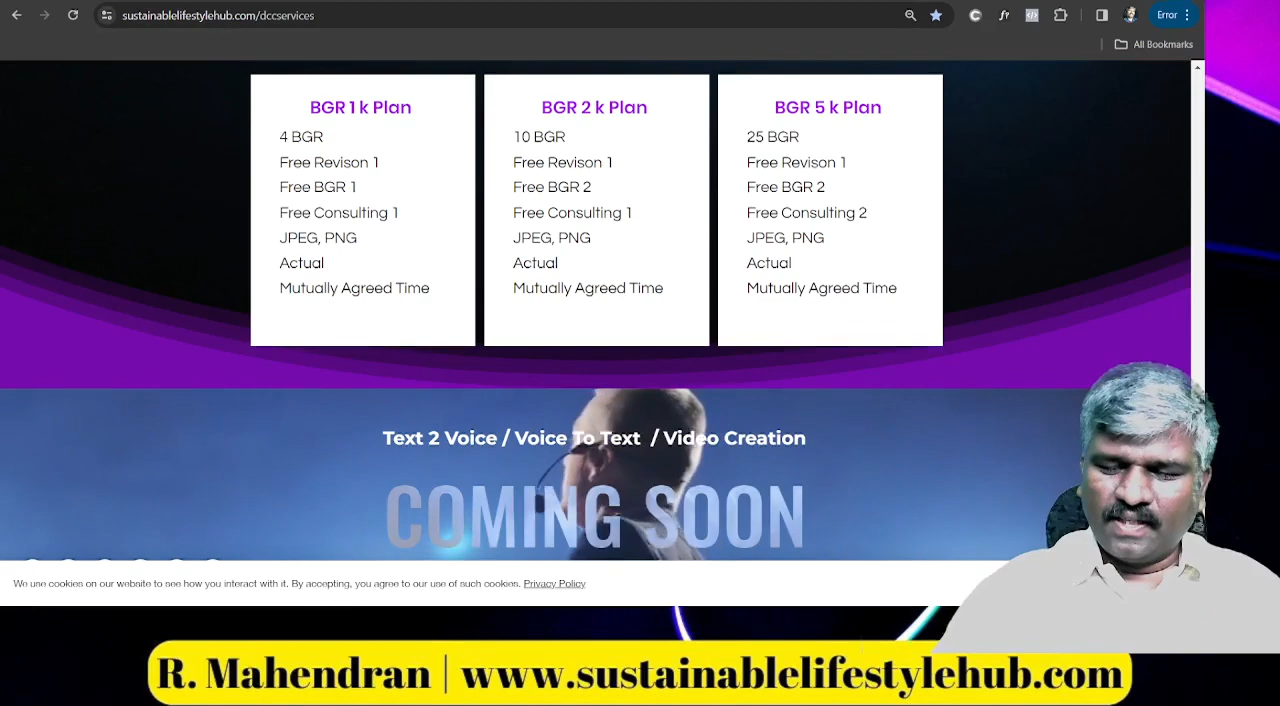 sustainablelifestylehub.com/dccservices
Error
All Bookmarks
BGR 1 k Plan
4 BGR
Free Revison 1
Free BGR 1
Free Consulting 1
JPEG, PNG
Actual
Mutually Agreed Time
BGR 2 k Plan
10 BGR
Free Revison 1
Free BGR 2
Free Consulting 1
JPEG, PNG
Actual
Mutually Agreed Time
BGR 5 k Plan
25 BGR
Free Revison 1
Free BGR 2
Free Consulting 2
JPEG, PNG
Actual
Mutually Agreed Time
Text 2 Voice / Voice To Text / Video Creation
COMING SOON
We use cookies on our website to see how you interact with it. By accepting, you agree to our use of such cookies. Privacy Policy
R. Mahendran | www.sustainablelifestylehub.com